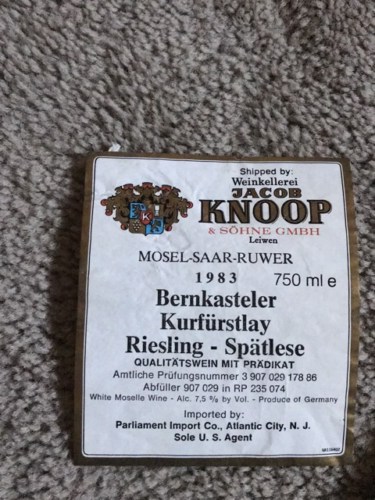 Shipped by:
Weinkellerei
JACOB
KNOOP
& SÖHNE GMBH
Leiwen
MOSEL-SAAR-RUWER
1983 750 ml e
Bernkasteler
Kurfürstlay
Riesling - Spätlese
QUALITÄTSWEIN MIT PRÄDIKAT
Amtliche Prüfungsnummer 3 907 029 178 86
Abfüller 907 029 in RP 235 074
White Moselle Wine - Alc. 7,5 % by Vol. - Produce of Germany
Imported by:
Parliament Import Co., Atlantic City, N. J.
Sole U. S. Agent